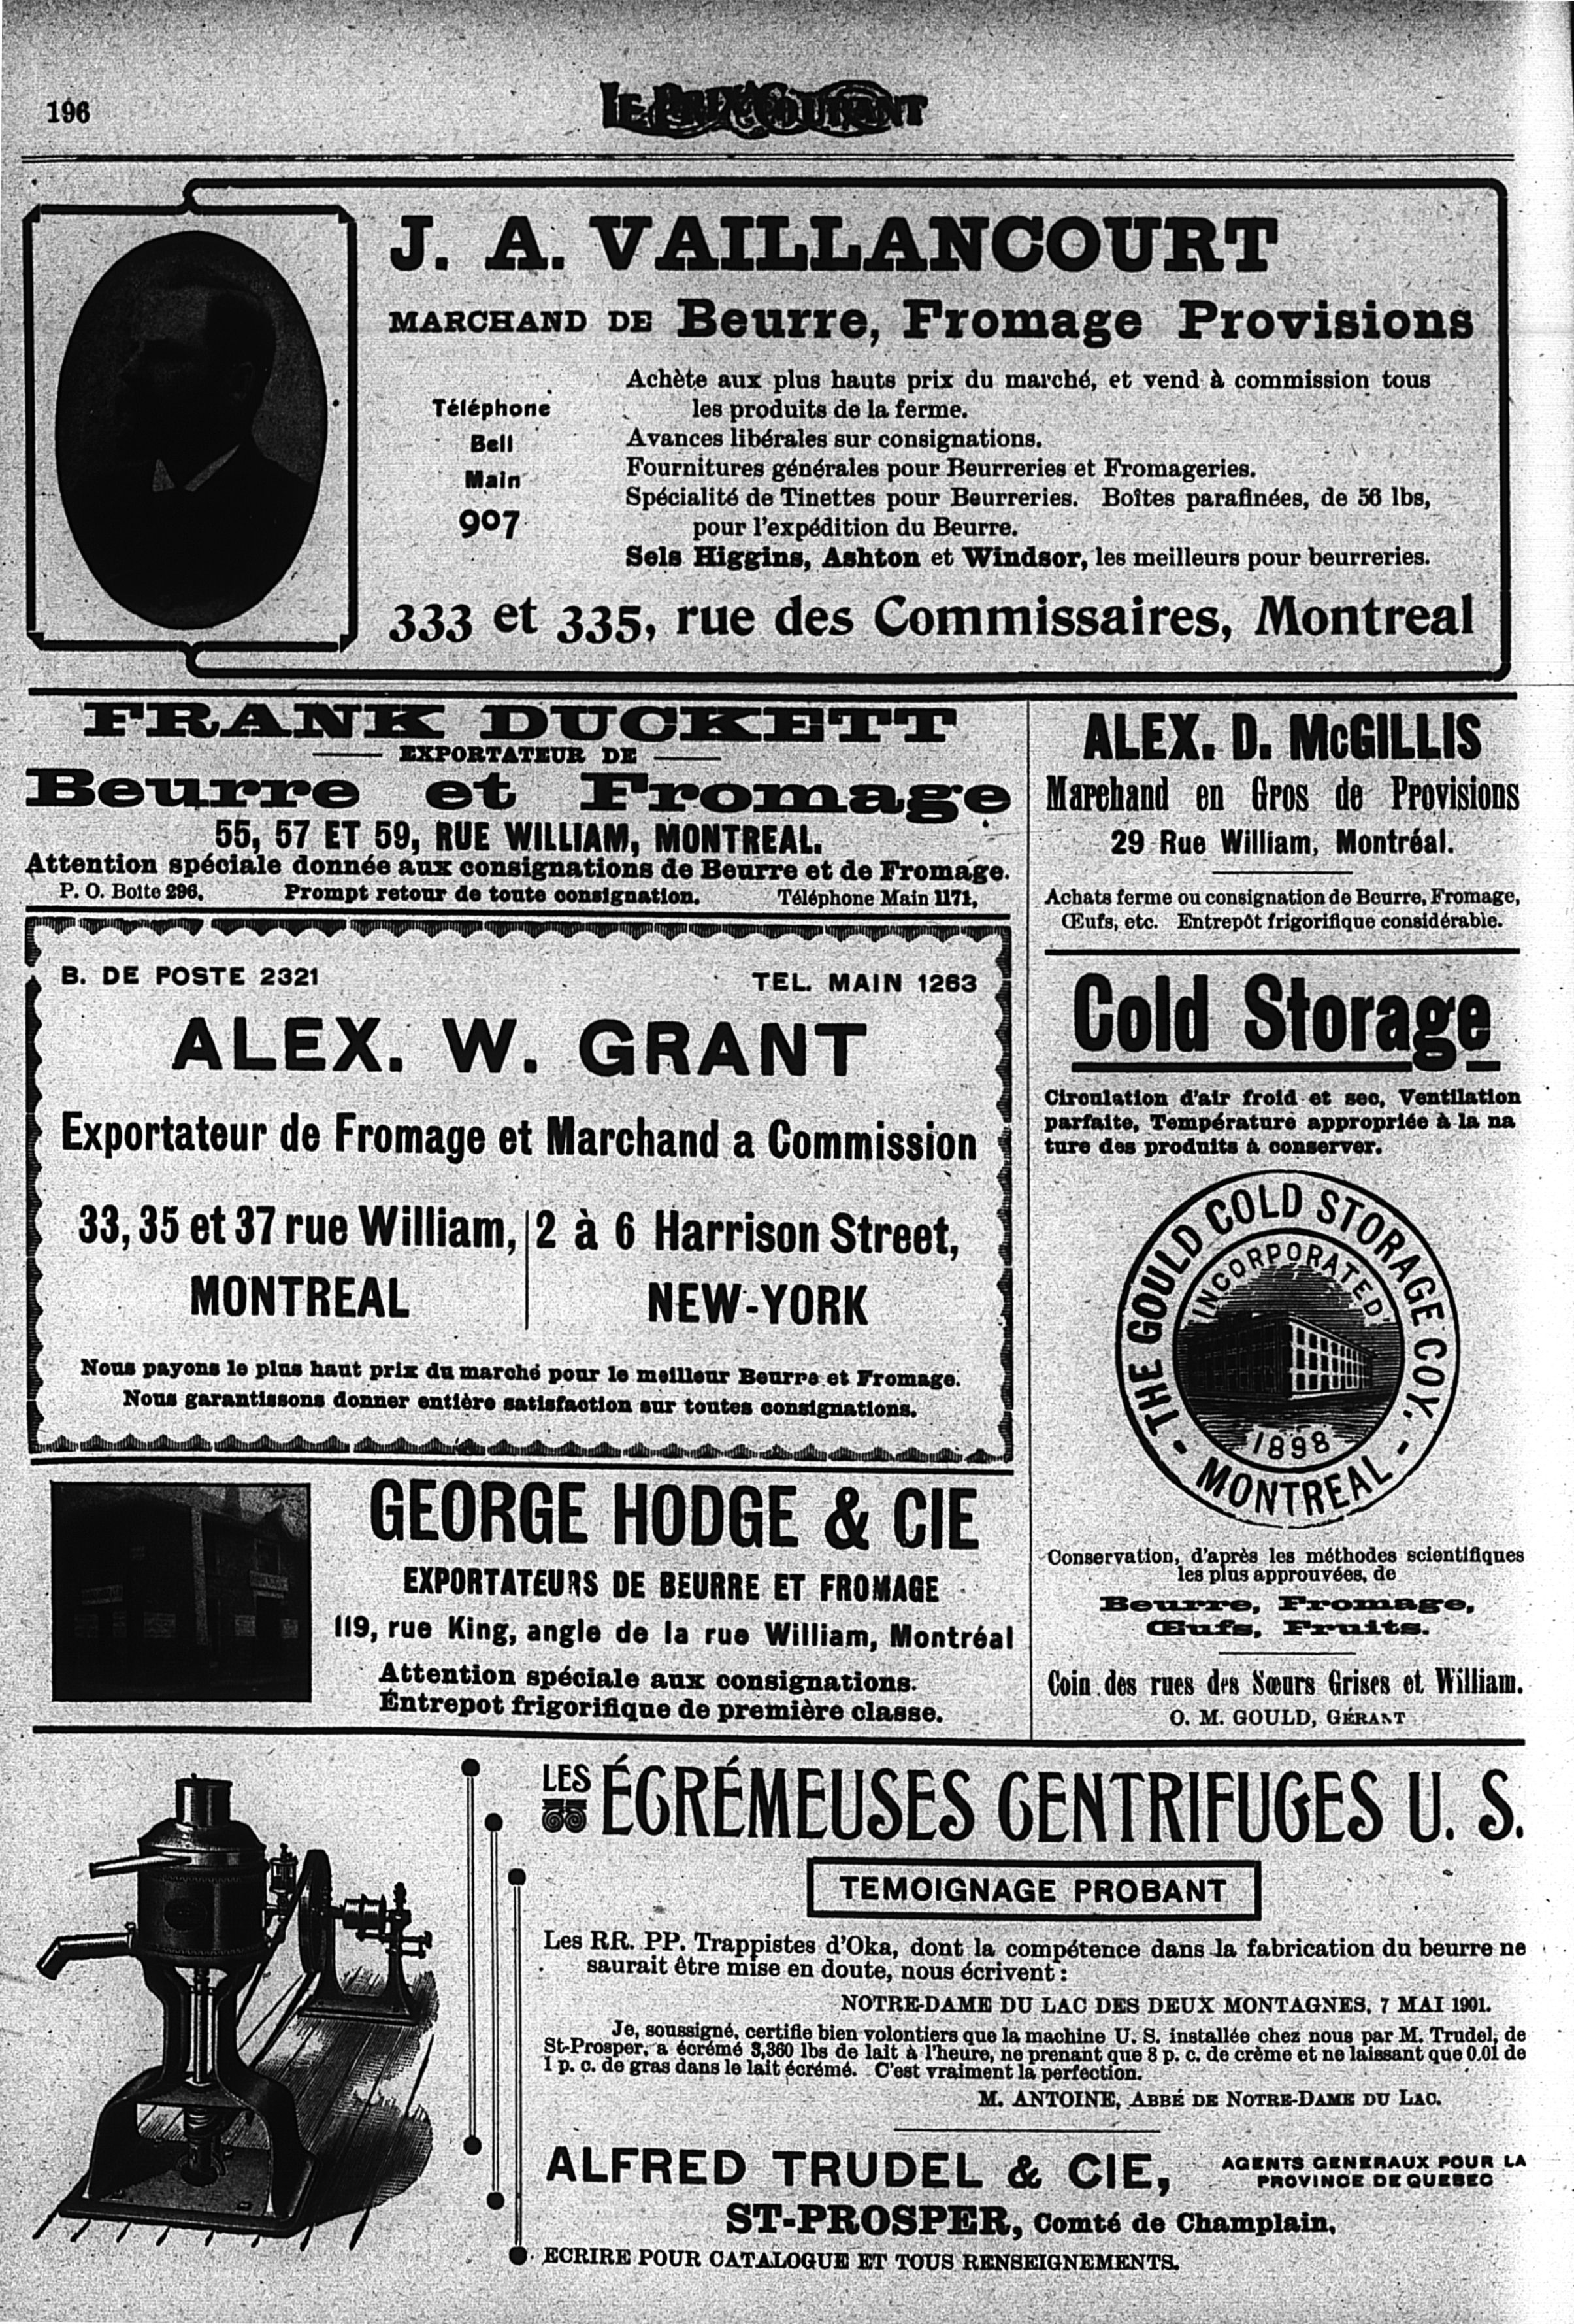 196
LE PRIX COURANT
J. A. VAILLANCOURT
MARCHAND DE Beurre, Fromage Provisions
Téléphone
Bell
Main
907
Achète aux plus hauts prix du marché, et vend à commission tous
les produits de la ferme.
Avances libérales sur consignations.
Fournitures générales pour Beurreries et Fromageries.
Spécialité de Tinettes pour Beurreries. Boîtes parafinées, de 56 lbs,
pour l'expédition du Beurre.
Sels Higgins, Ashton et Windsor, les meilleurs pour beurreries.
333 et 335, rue des Commissaires, Montreal
FRANK DUCKETT
EXPORTATEUR DE
Beurre et Fromage
55, 57 ET 59, RUE WILLIAM, MONTREAL.
Attention spéciale donnée aux consignations de Beurre et de Fromage.
P. O. Boîte 296. Prompt retour de toute consignation. Téléphone Main 1171,
B. DE POSTE 2321 TEL. MAIN 1263
ALEX. W. GRANT
Exportateur de Fromage et Marchand a Commission
33, 35 et 37 rue William,
MONTREAL
2 à 6 Harrison Street,
NEW-YORK
Nous payons le plus haut prix du marché pour le meilleur Beurre et Fromage.
Nous garantissons donner entière satisfaction sur toutes consignations.
GEORGE HODGE & CIE
EXPORTATEURS DE BEURRE ET FROMAGE
119, rue King, angle de la rue William, Montréal
Attention spéciale aux consignations.
Entrepot frigorifique de première classe.
ALEX. D. McGILLIS
Marchand en Gros de Provisions
29 Rue William, Montréal.
Achats ferme ou consignation de Beurre, Fromage,
Œufs, etc. Entrepôt frigorifique considérable.
Cold Storage
Circulation d'air froid et sec, Ventilation
parfaite, Température appropriée à la na
ture des produits à conserver.
THE GOULD COLD STORAGE COY,
INCORPORATED
1898
- MONTREAL -
Conservation, d'après les méthodes scientifiques
les plus approuvées, de
Beurre, Fromage,
Œufs, Fruits.
Coin des rues des Sœurs Grises et William.
O. M. GOULD, GÉRANT
LES ÉCRÉMEUSES CENTRIFUGES U. S.
TEMOIGNAGE PROBANT
Les RR. PP. Trappistes d'Oka, dont la compétence dans la fabrication du beurre ne
saurait être mise en doute, nous écrivent :
NOTRE-DAME DU LAC DES DEUX MONTAGNES, 7 MAI 1901.
Je, soussigné, certifie bien volontiers que la machine U. S. installée chez nous par M. Trudel, de
St-Prosper, a écrémé 3,360 lbs de lait à l'heure, ne prenant que 8 p. c. de crème et ne laissant que 0.01 de
1 p. c. de gras dans le lait écrémé. C'est vraiment la perfection.
M. ANTOINE, ABBÉ DE NOTRE-DAME DU LAC.
ALFRED TRUDEL & CIE,
AGENTS GENERAUX POUR LA
PROVINCE DE QUEBEC
ST-PROSPER, Comté de Champlain,
ECRIRE POUR CATALOGUE ET TOUS RENSEIGNEMENTS.